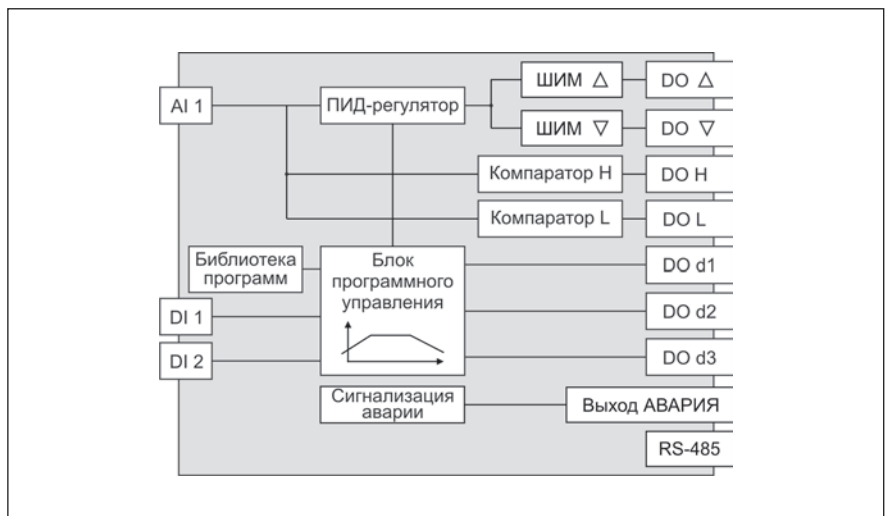 ШИМ △
DO △
AI 1
ПИД-регулятор
ШИМ ▽
DO ▽
Компаратор H
DO H
Компаратор L
DO L
Библиотека
программ
Блок
программного
управления
DO d1
DI 1
DO d2
DI 2
DO d3
Сигнализация
аварии
Выход АВАРИЯ
RS-485